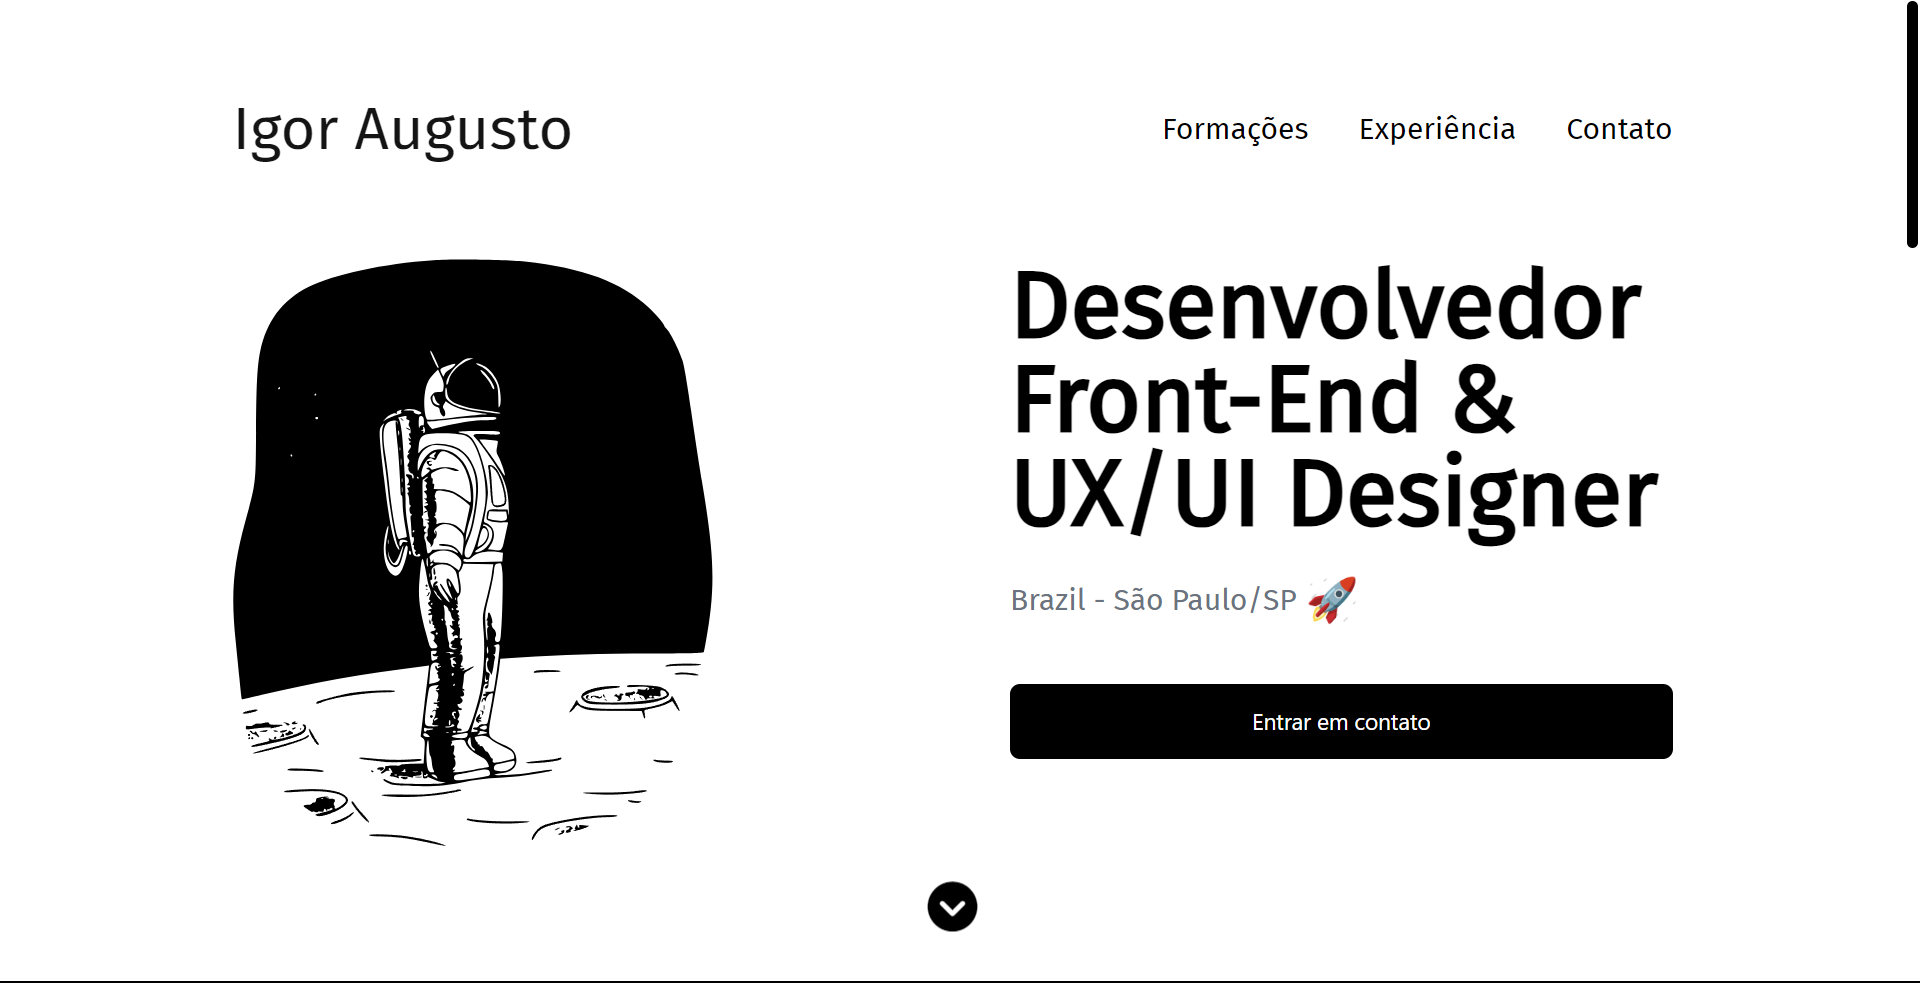 Igor Augusto
Formações Experiência Contato
Desenvolvedor
Front-End &
UX/UI Designer
Brazil - São Paulo/SP 🚀
Entrar em contato